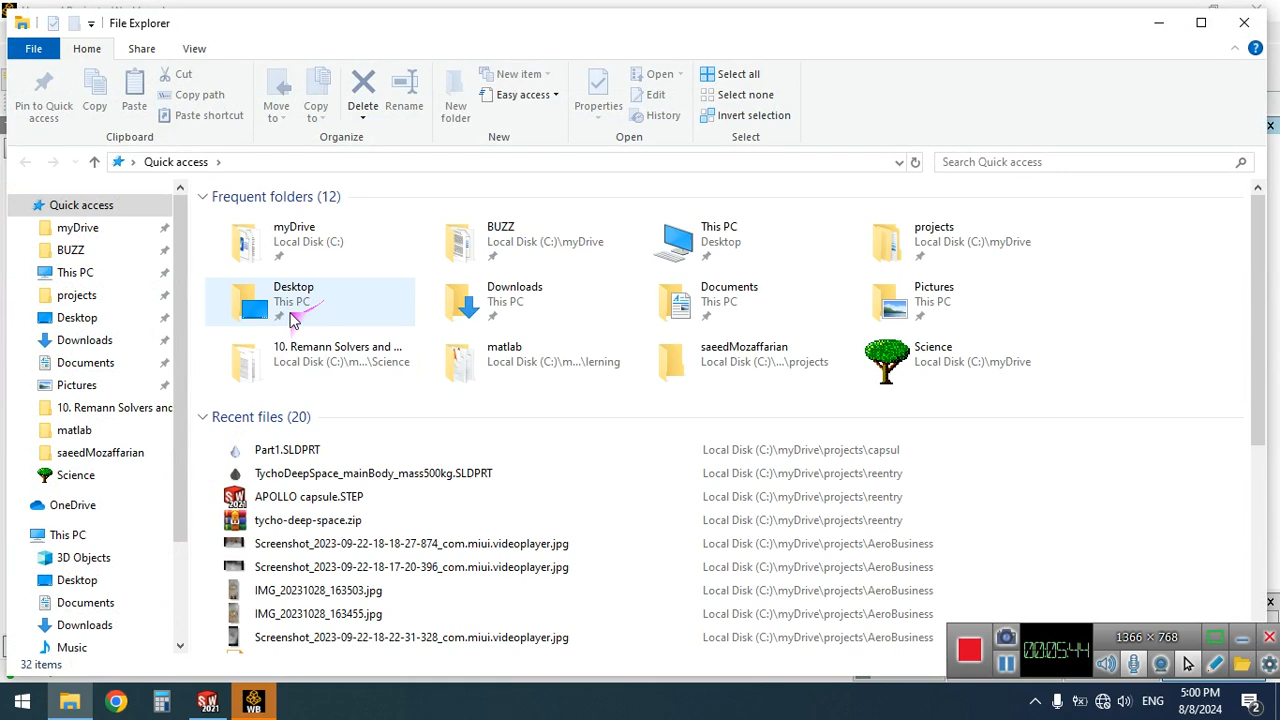 File Explorer
File
Home
Share
View
Pin to Quick access
Copy
Paste
Cut
Copy path
Paste shortcut
Clipboard
Move to
Copy to
Delete
Rename
Organize
New folder
New item
Easy access
New
Properties
Open
Edit
History
Open
Select all
Select none
Invert selection
Select
Quick access
Search Quick access
Quick access
myDrive
BUZZ
This PC
projects
Desktop
Downloads
Documents
Pictures
10. Remann Solvers and
matlab
saeedMozaffarian
Science
OneDrive
This PC
3D Objects
Desktop
Documents
Downloads
Music
Frequent folders (12)
myDrive
Local Disk (C:)
BUZZ
Local Disk (C:)\myDrive
This PC
Desktop
projects
Local Disk (C:)\myDrive
Desktop
This PC
Downloads
This PC
Documents
This PC
Pictures
This PC
10. Remann Solvers and ...
Local Disk (C:)\m...\Science
matlab
Local Disk (C:)\m...\lerning
saeedMozaffarian
Local Disk (C:)\...\projects
Science
Local Disk (C:)\myDrive
Recent files (20)
Part1.SLDPRT Local Disk (C:)\myDrive\projects\capsul
TychoDeepSpace_mainBody_mass500kg.SLDPRT Local Disk (C:)\myDrive\projects\reentry
APOLLO capsule.STEP Local Disk (C:)\myDrive\projects\reentry
tycho-deep-space.zip Local Disk (C:)\myDrive\projects\reentry
Screenshot_2023-09-22-18-18-27-874_com.miui.videoplayer.jpg Local Disk (C:)\myDrive\projects\AeroBusiness
Screenshot_2023-09-22-18-17-20-396_com.miui.videoplayer.jpg Local Disk (C:)\myDrive\projects\AeroBusiness
IMG_20231028_163503.jpg Local Disk (C:)\myDrive\projects\AeroBusiness
IMG_20231028_163455.jpg Local Disk (C:)\myDrive\projects\AeroBusiness
Screenshot_2023-09-22-18-22-31-328_com.miui.videoplayer.jpg Local Disk (C:)\myDrive\projects\AeroBusiness
32 items
00:05:44
1366 × 768
SW 2021
WB
ENG
5:00 PM
8/8/2024
2